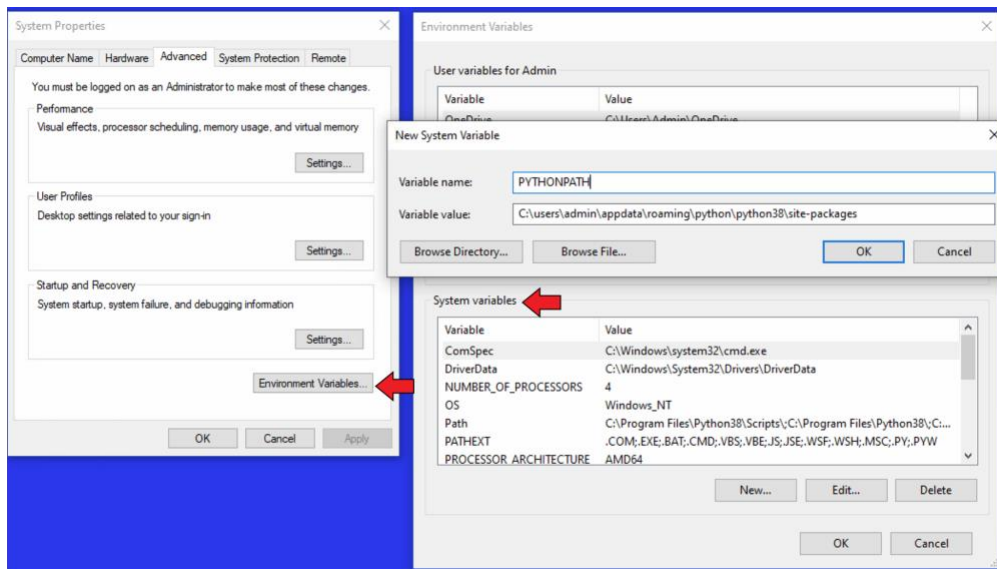 System Properties
Computer Name Hardware Advanced System Protection Remote
You must be logged on as an Administrator to make most of these changes.
Performance
Visual effects, processor scheduling, memory usage, and virtual memory
Settings...
User Profiles
Desktop settings related to your sign-in
Settings...
Startup and Recovery
System startup, system failure, and debugging information
Settings...
Environment Variables...
OK Cancel Apply
Environment Variables
User variables for Admin
Variable Value
OneDrive C:\Users\Admin\OneDrive
New System Variable
Variable name: PYTHONPATH
Variable value: C:\users\admin\appdata\roaming\python\python38\site-packages
Browse Directory... Browse File... OK Cancel
System variables
Variable Value
ComSpec C:\Windows\system32\cmd.exe
DriverData C:\Windows\System32\Drivers\DriverData
NUMBER_OF_PROCESSORS 4
OS Windows_NT
Path C:\Program Files\Python38\Scripts\;C:\Program Files\Python38\;C:...
PATHEXT .COM;.EXE;.BAT;.CMD;.VBS;.VBE;.JS;.JSE;.WSF;.WSH;.MSC;.PY;.PYW
PROCESSOR_ARCHITECTURE AMD64
New... Edit... Delete
OK Cancel